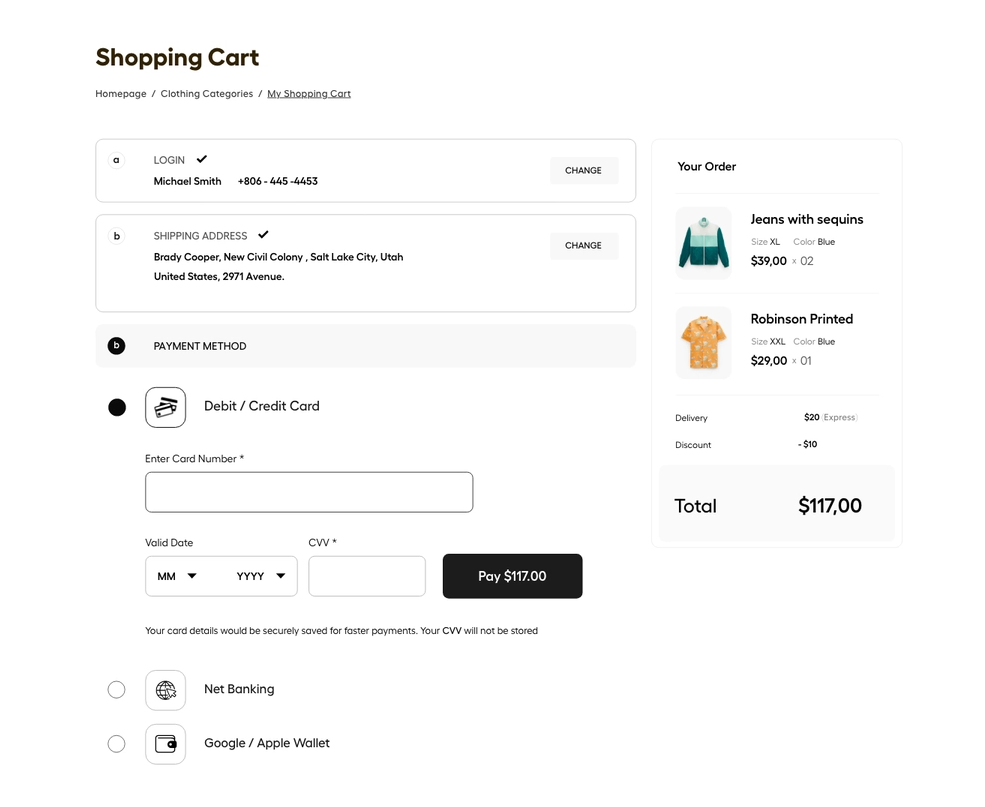 Shopping Cart
Homepage / Clothing Categories / My Shopping Cart
a
LOGIN
Michael Smith +806 - 445 -4453
CHANGE
b
SHIPPING ADDRESS
Brady Cooper, New Civil Colony , Salt Lake City, Utah
United States, 2971 Avenue.
CHANGE
b
PAYMENT METHOD
Debit / Credit Card
Enter Card Number *
Valid Date
CVV *
MM
YYYY
Pay $117.00
Your card details would be securely saved for faster payments. Your CVV will not be stored
Net Banking
Google / Apple Wallet
Your Order
Jeans with sequins
Size XL Color Blue
$39,00 x 02
Robinson Printed
Size XXL Color Blue
$29,00 x 01
Delivery $20 (Express)
Discount - $10
Total $117,00